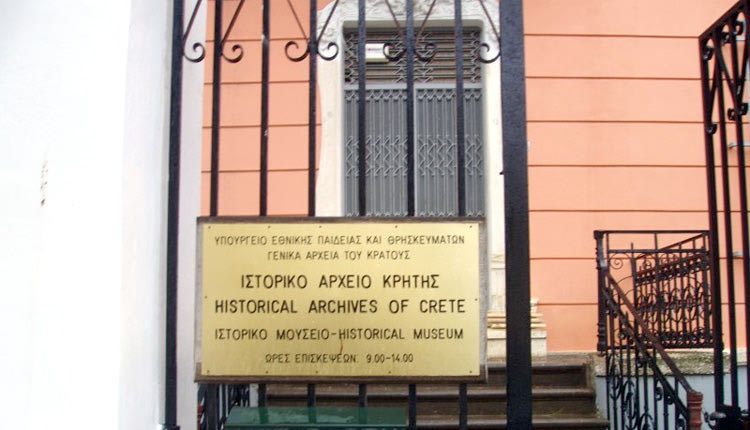 ΥΠΟΥΡΓΕΙΟ ΕΘΝΙΚΗΣ ΠΑΙΔΕΙΑΣ ΚΑΙ ΘΡΗΣΚΕΥΜΑΤΩΝ
ΓΕΝΙΚΑ ΑΡΧΕΙΑ ΤΟΥ ΚΡΑΤΟΥΣ
ΙΣΤΟΡΙΚΟ ΑΡΧΕΙΟ ΚΡΗΤΗΣ
HISTORICAL ARCHIVES OF CRETE
ΙΣΤΟΡΙΚΟ ΜΟΥΣΕΙΟ-HISTORICAL MUSEUM
ΩΡΕΣ ΕΠΙΣΚΕΨΕΩΝ: 9.00-14.00